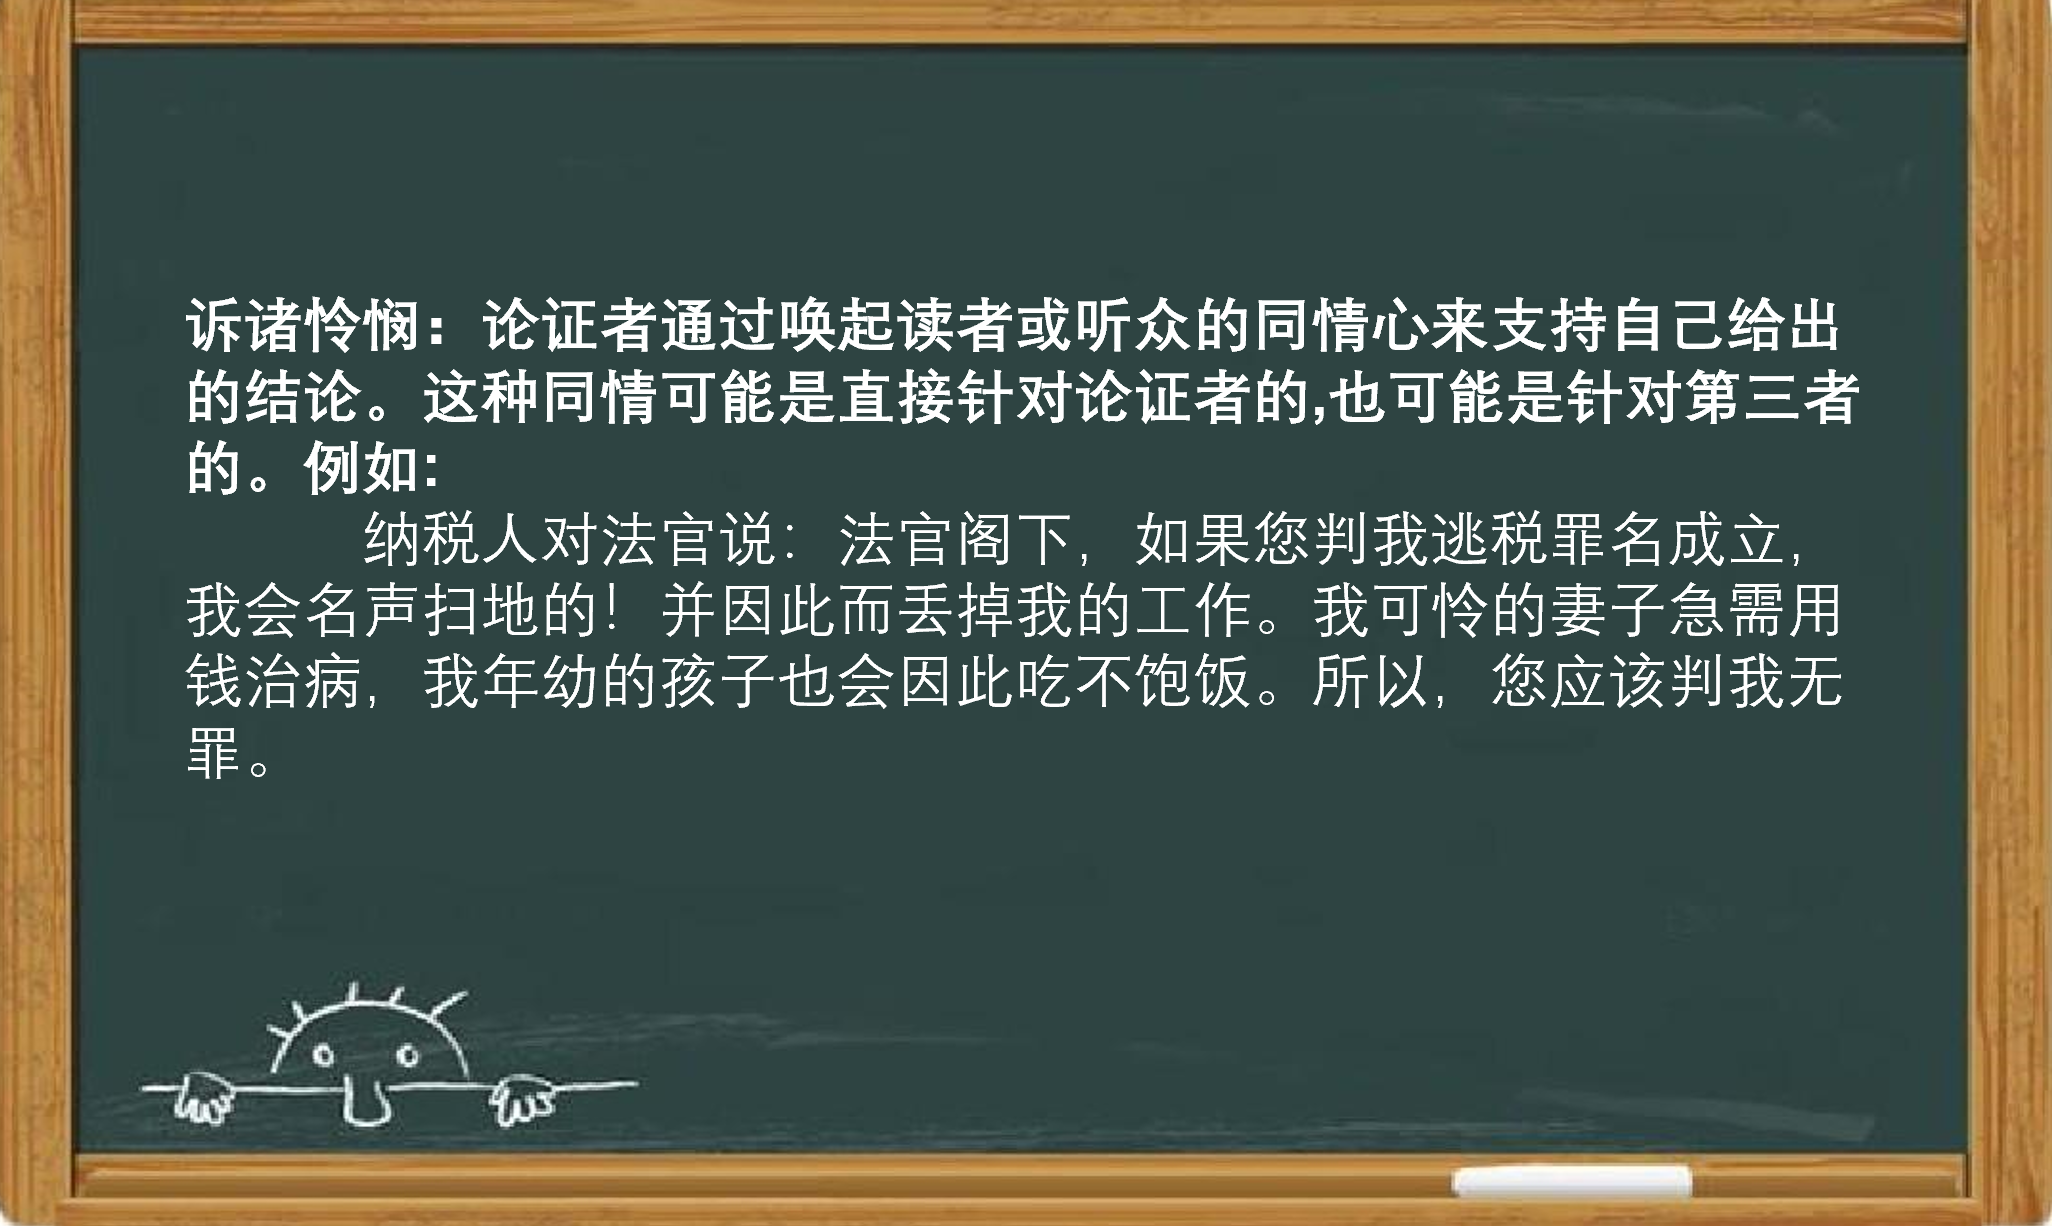 诉诸怜悯：论证者通过唤起读者或听众的同情心来支持自己给出
的结论。这种同情可能是直接针对论证者的,也可能是针对第三者
的。例如:
纳税人对法官说：法官阁下，如果您判我逃税罪名成立，
我会名声扫地的！并因此而丢掉我的工作。我可怜的妻子急需用
钱治病，我年幼的孩子也会因此吃不饱饭。所以，您应该判我无
罪。